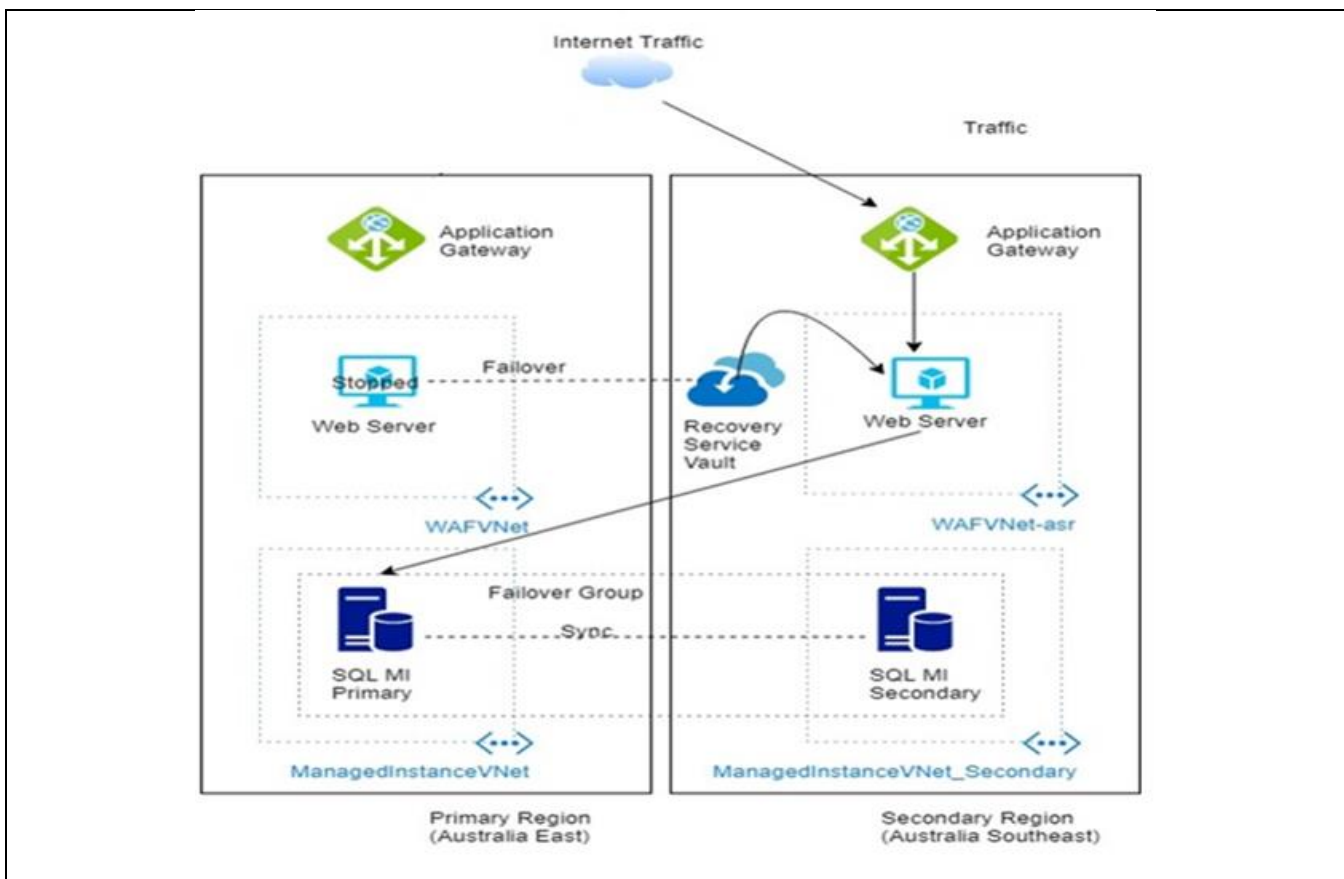 Internet Traffic
Traffic
Application
Gateway
Application
Gateway
Stopped
Web Server
Failover
Recovery
Service
Vault
Web Server
WAFVNet
WAFVNet-asr
Failover Group
Sync
SQL MI
Primary
SQL MI
Secondary
ManagedInstanceVNet
ManagedInstanceVNet_Secondary
Primary Region
(Australia East)
Secondary Region
(Australia Southeast)